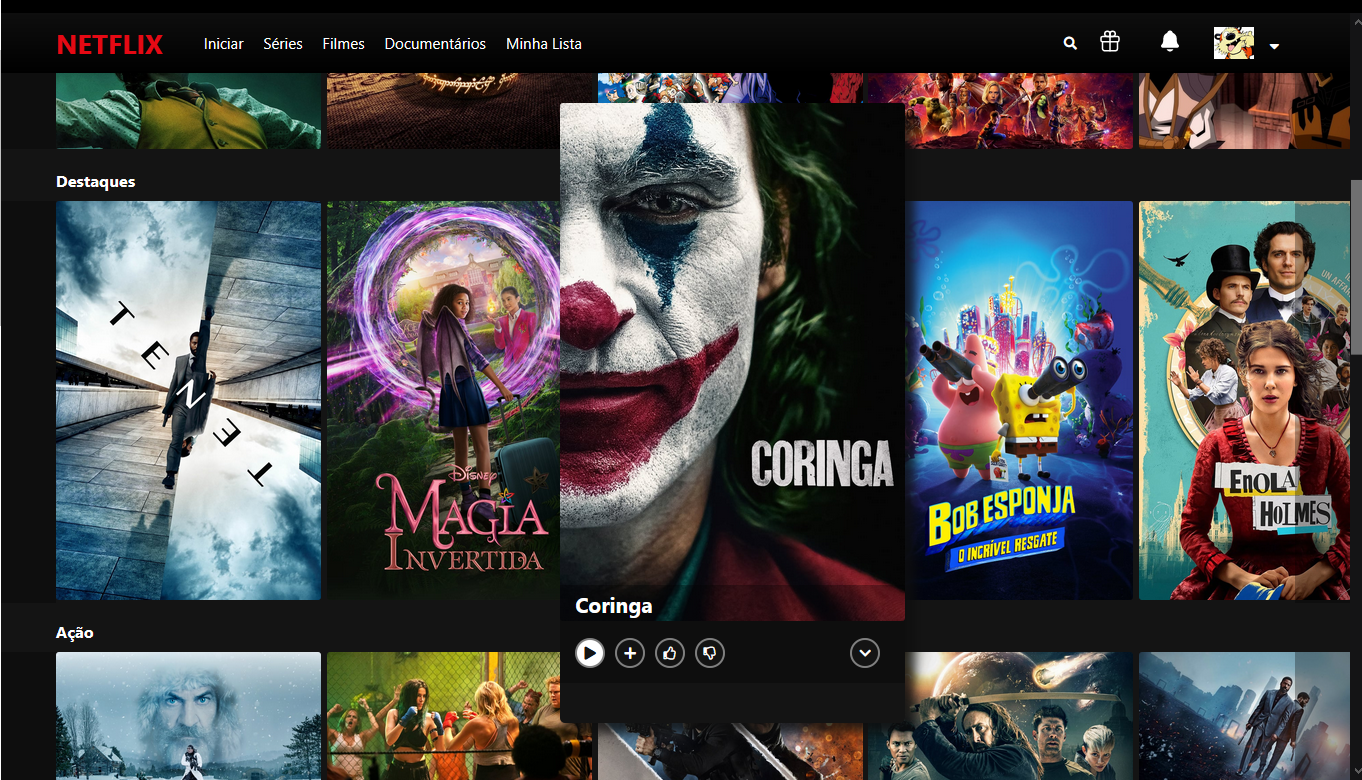 NETFLIX Iniciar Séries Filmes Documentários Minha Lista
Destaques
TENET
DISNEY
MAGIA
INVERTIDA
CORINGA
BOB ESPONJA
O INCRÍVEL RESGATE
ENOLA
HOLMES
Coringa
Ação